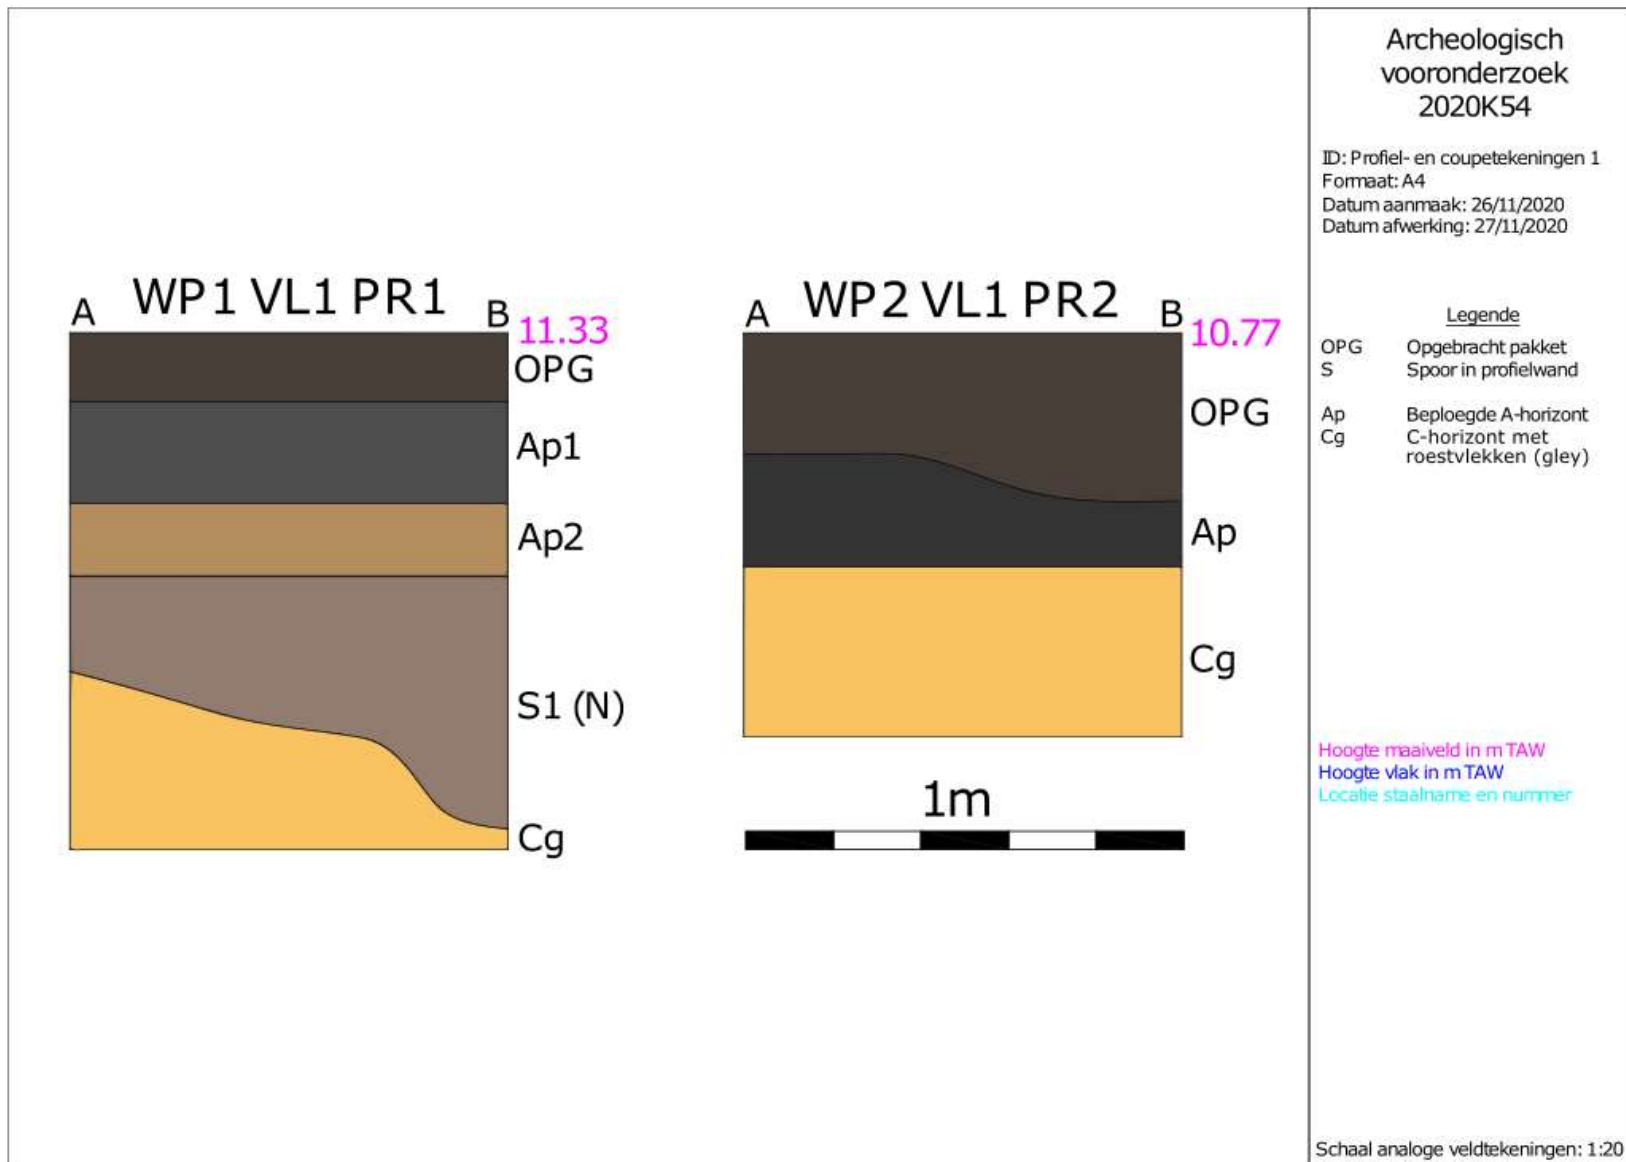 WP1 VL1 PR1
A
B
11.33
OPG
Ap1
Ap2
S1 (N)
Cg
WP2 VL1 PR2
A
B
10.77
OPG
Ap
Cg
1m
Archeologisch
vooronderzoek
2020K54
ID: Profiel- en coupetekeningen 1
Formaat: A4
Datum aanmaak: 26/11/2020
Datum afwerking: 27/11/2020
Legende
OPG Opgebracht pakket
S Spoor in profielwand
Ap Beploegde A-horizont
Cg C-horizont met
roestvlekken (gley)
Hoogte maaiveld in m TAW
Hoogte vlak in m TAW
Locatie staalname en nummer
Schaal analoge veldtekeningen: 1:20